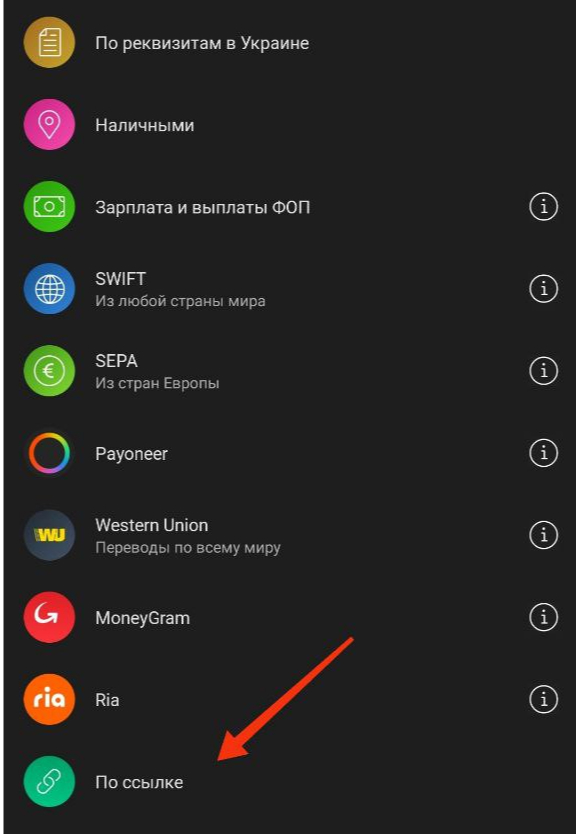 По реквизитам в Украине
Наличными
Зарплата и выплаты ФОП
i
SWIFT
Из любой страны мира
i
SEPA
Из стран Европы
i
€
Payoneer
i
WU
Western Union
Переводы по всему миру
i
MoneyGram
i
ria
Ria
i
По ссылке